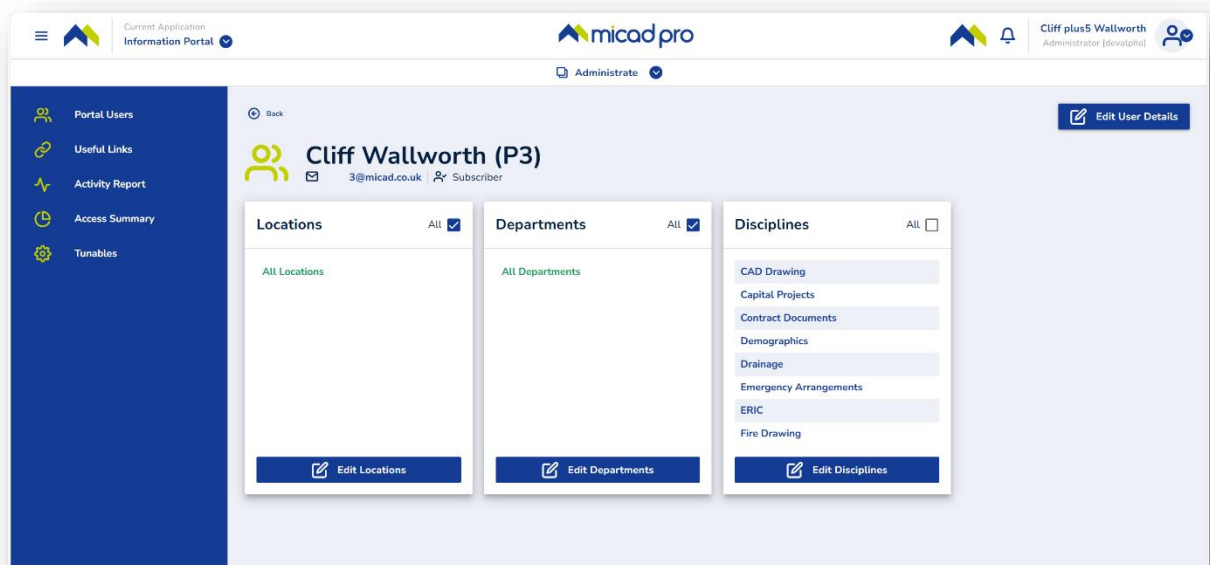 Current Application
Information Portal
micad pro
Cliff plus5 Wallworth
Administrator [devalpha]
Administrate
Portal Users
Useful Links
Activity Report
Access Summary
Tunables
Back
Edit User Details
Cliff Wallworth (P3)
3@micad.co.uk Subscriber
Locations All
All Locations
Edit Locations
Departments All
All Departments
Edit Departments
Disciplines All
CAD Drawing
Capital Projects
Contract Documents
Demographics
Drainage
Emergency Arrangements
ERIC
Fire Drawing
Edit Disciplines